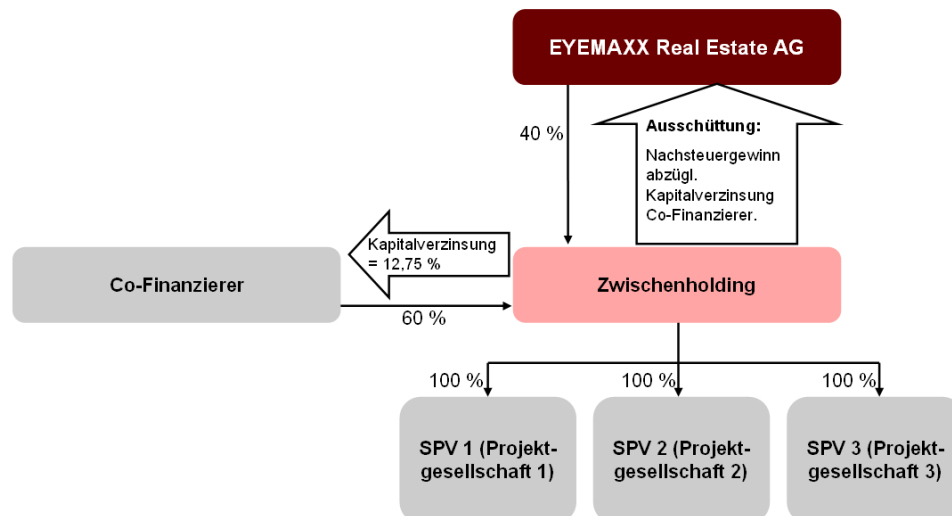 EYEMAXX Real Estate AG
40 %
Ausschüttung:
Nachsteuergewinn
abzügl.
Kapitalverzinsung
Co-Finanzierer.
Kapitalverzinsung
= 12,75 %
Co-Finanzierer
Zwischenholding
60 %
100 %
100 %
100 %
SPV 1 (Projekt-
gesellschaft 1)
SPV 2 (Projekt-
gesellschaft 2)
SPV 3 (Projekt-
gesellschaft 3)